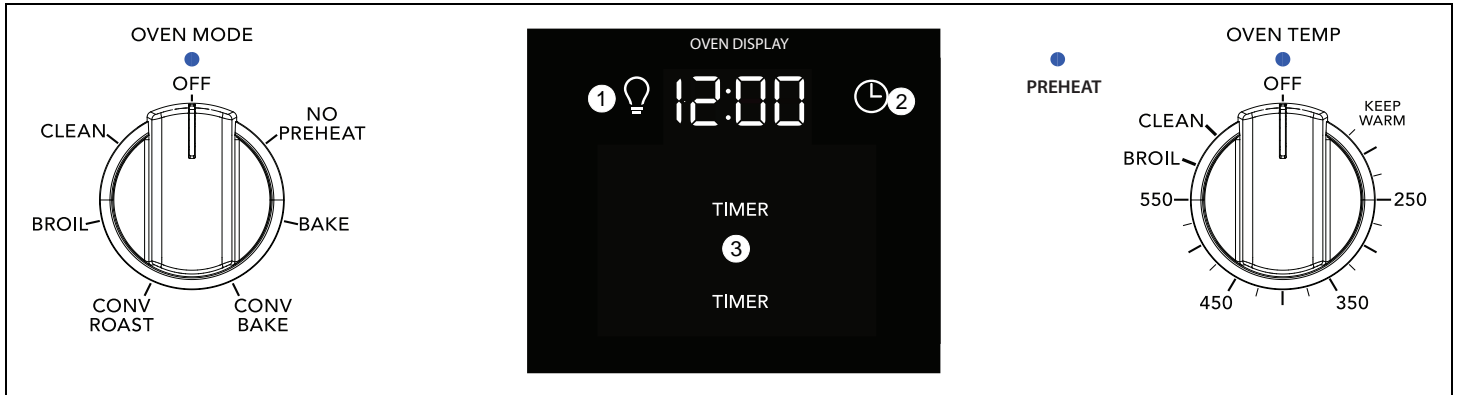 OVEN MODE
OFF
CLEAN
NO
PREHEAT
BROIL
BAKE
CONV
ROAST
CONV
BAKE
OVEN DISPLAY
1
12:00
2
TIMER
3
TIMER
PREHEAT
OVEN TEMP
OFF
KEEP
WARM
CLEAN
BROIL
550
250
450
350